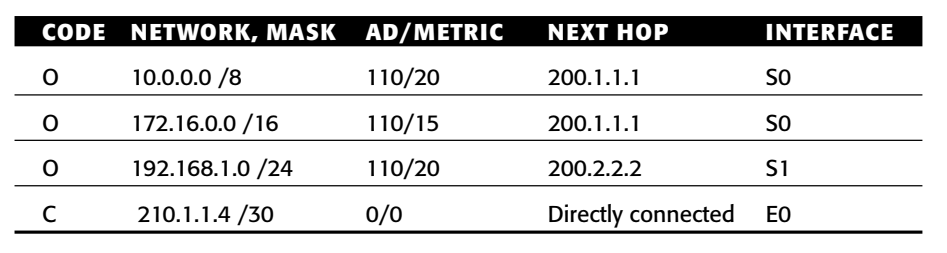 CODE NETWORK, MASK AD/METRIC NEXT HOP INTERFACE
O 10.0.0.0 /8 110/20 200.1.1.1 S0
O 172.16.0.0 /16 110/15 200.1.1.1 S0
O 192.168.1.0 /24 110/20 200.2.2.2 S1
C 210.1.1.4 /30 0/0 Directly connected E0